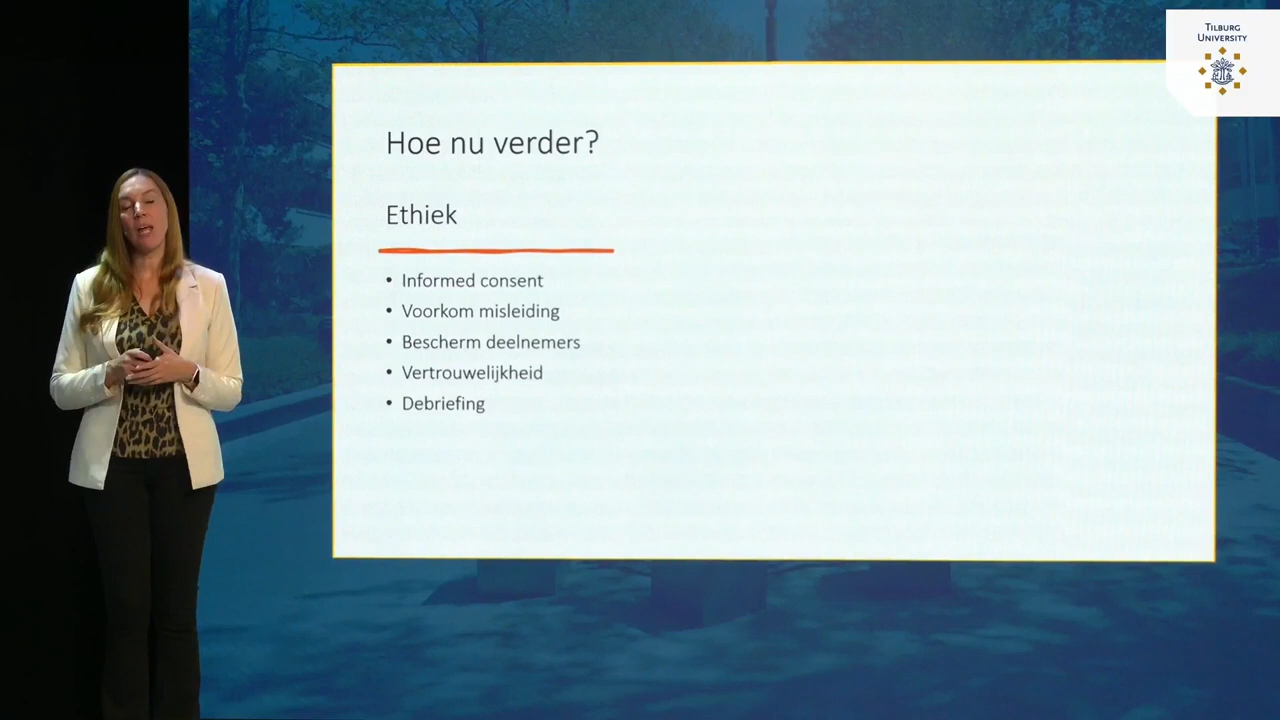 TILBURG
UNIVERSITY
Hoe nu verder?
Ethiek
• Informed consent
• Voorkom misleiding
• Bescherm deelnemers
• Vertrouwelijkheid
• Debriefing